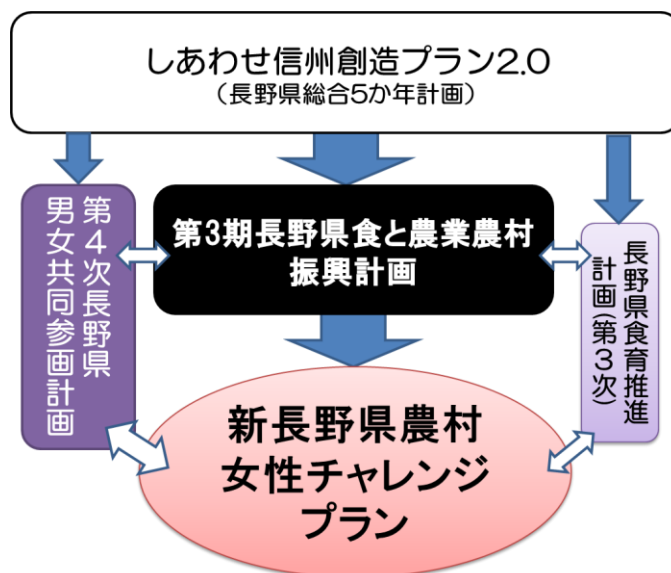 しあわせ信州創造プラン2.0
（長野県総合5か年計画）
第4次長野県
男女共同参画計画
第3期長野県食と農業農村
振興計画
長野県食育推進
計画（第3次）
新長野県農村
女性チャレンジ
プラン